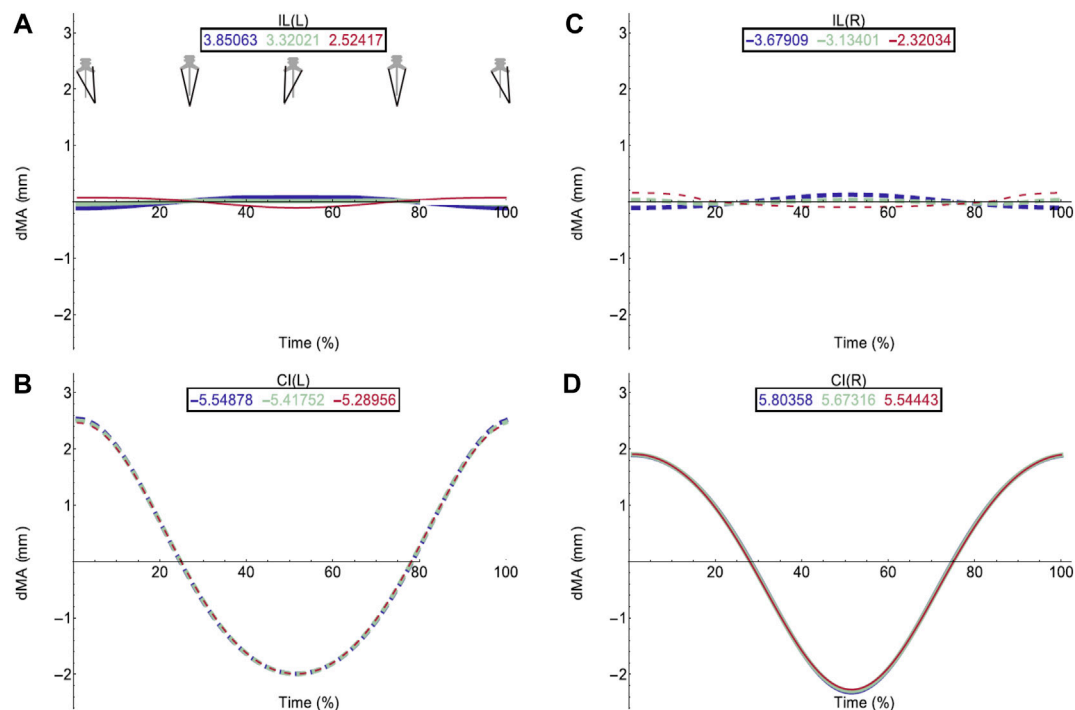 A
IL(L)
3.85063 3.32021 2.52417
3
2
1
−1
−2
20 40 60 80 100
dMA (mm)
Time (%)
C
IL(R)
−3.67909 −3.13401 −2.32034
3
2
1
−1
−2
20 40 60 80 100
dMA (mm)
Time (%)
B
CI(L)
−5.54878 −5.41752 −5.28956
3
2
1
−1
−2
20 40 60 80 100
dMA (mm)
Time (%)
D
CI(R)
5.80358 5.67316 5.54443
3
2
1
−1
−2
20 40 60 80 100
dMA (mm)
Time (%)